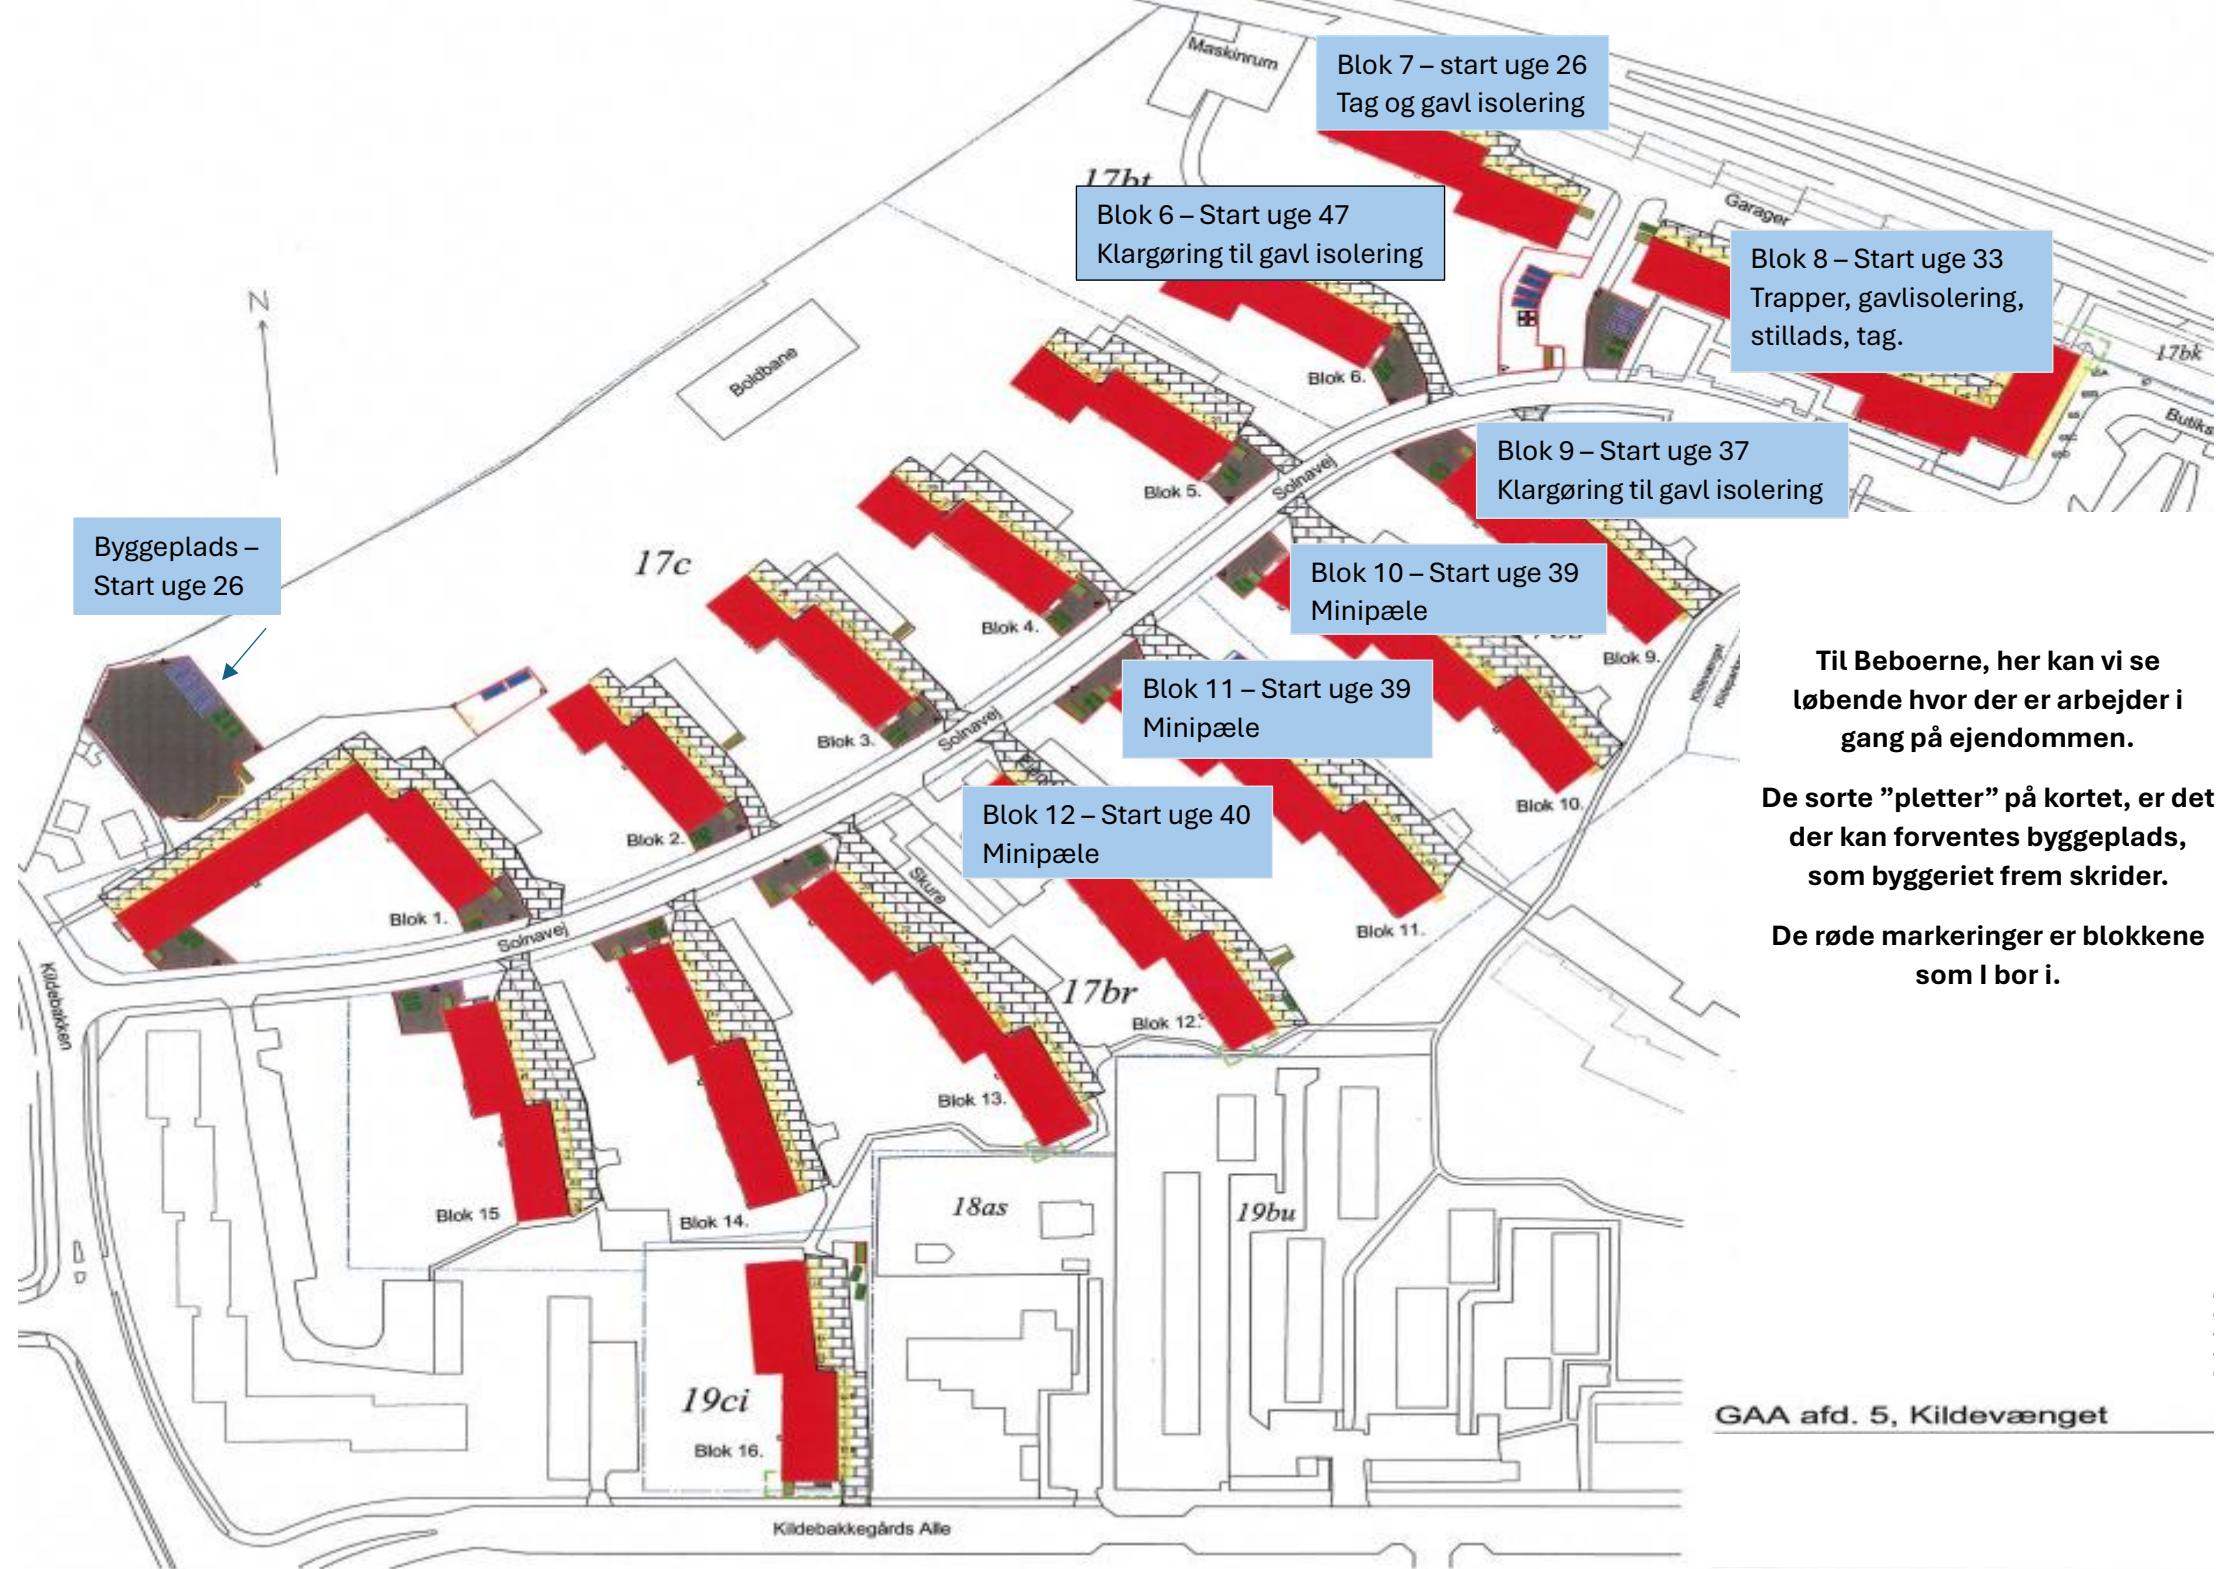 Maskinrum
Blok 7 – start uge 26
Tag og gavl isolering
17bt
Garager
Blok 6 – Start uge 47
Klargøring til gavl isolering
Blok 8 – Start uge 33
Trapper, gavlisolering,
stillads, tag.
N
17bk
Boldbane
Blok 6.
Butiks
Blok 9 – Start uge 37
Klargøring til gavl isolering
Solnavej
Blok 5.
Byggeplads –
Start uge 26
17c
Blok 10 – Start uge 39
Minipæle
Blok 4.
Blok 9.
Kildevænget
Blok 11 – Start uge 39
Minipæle
Til Beboerne, her kan vi se
løbende hvor der er arbejder i
gang på ejendommen.
Blok 3.
Solnavej
De sorte ”pletter” på kortet, er det
der kan forventes byggeplads,
som byggeriet frem skrider.
Blok 10.
Blok 12 – Start uge 40
Minipæle
Blok 2.
Skure
Blok 1.
Solnavej
Blok 11.
De røde markeringer er blokkene
som I bor i.
Kildebakken
17br
Blok 12.
Blok 13.
18as
19bu
Blok 15
Blok 14.
19ci
GAA afd. 5, Kildevænget
Blok 16.
Kildebakkegårds Alle